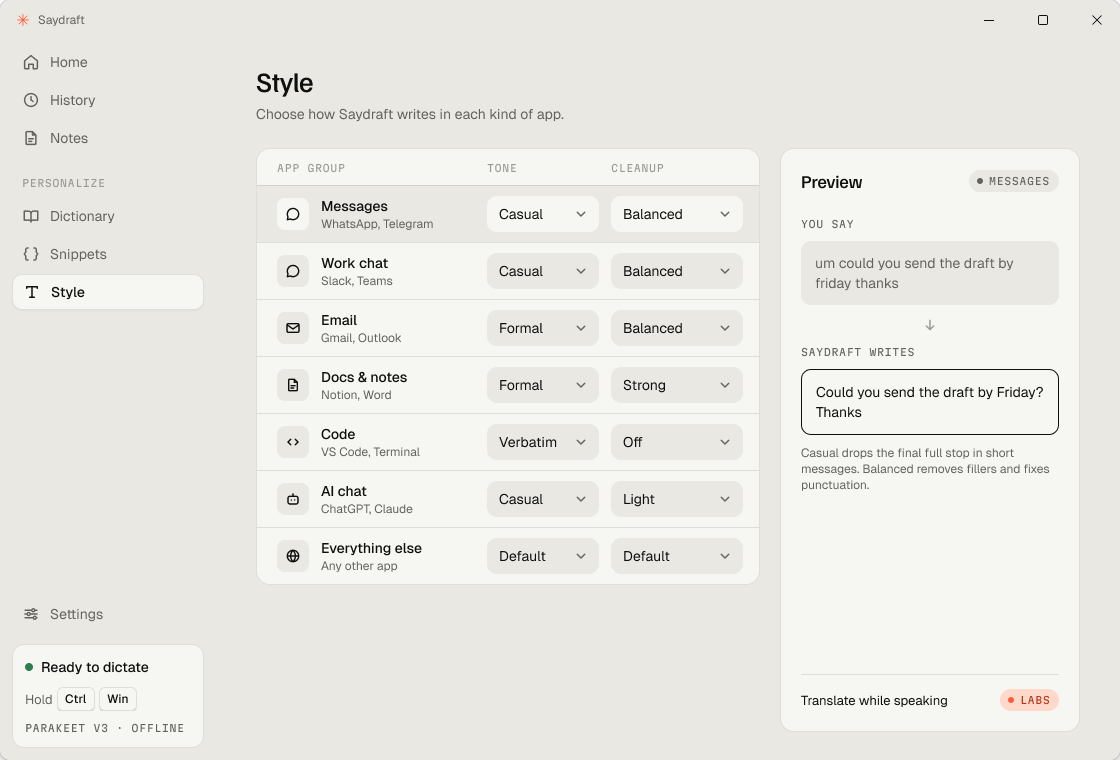 Saydraft
Home
History
Notes
PERSONALIZE
Dictionary
Snippets
Style
Settings
Ready to dictate
Hold Ctrl Win
PARAKEET V3 · OFFLINE
Style
Choose how Saydraft writes in each kind of app.
APP GROUP TONE CLEANUP
Messages
WhatsApp, Telegram
Casual Balanced
Work chat
Slack, Teams
Casual Balanced
Email
Gmail, Outlook
Formal Balanced
Docs & notes
Notion, Word
Formal Strong
Code
VS Code, Terminal
Verbatim Off
AI chat
ChatGPT, Claude
Casual Light
Everything else
Any other app
Default Default
Preview MESSAGES
YOU SAY
um could you send the draft by
friday thanks
SAYDRAFT WRITES
Could you send the draft by Friday?
Thanks
Casual drops the final full stop in short
messages. Balanced removes fillers and fixes
punctuation.
Translate while speaking LABS